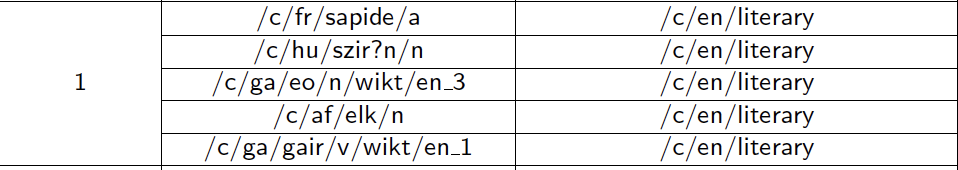 /c/fr/sapide/a /c/en/literary
/c/hu/szir?n/n /c/en/literary
1 /c/ga/eo/n/wikt/en_3 /c/en/literary
/c/af/elk/n /c/en/literary
/c/ga/gair/v/wikt/en_1 /c/en/literary